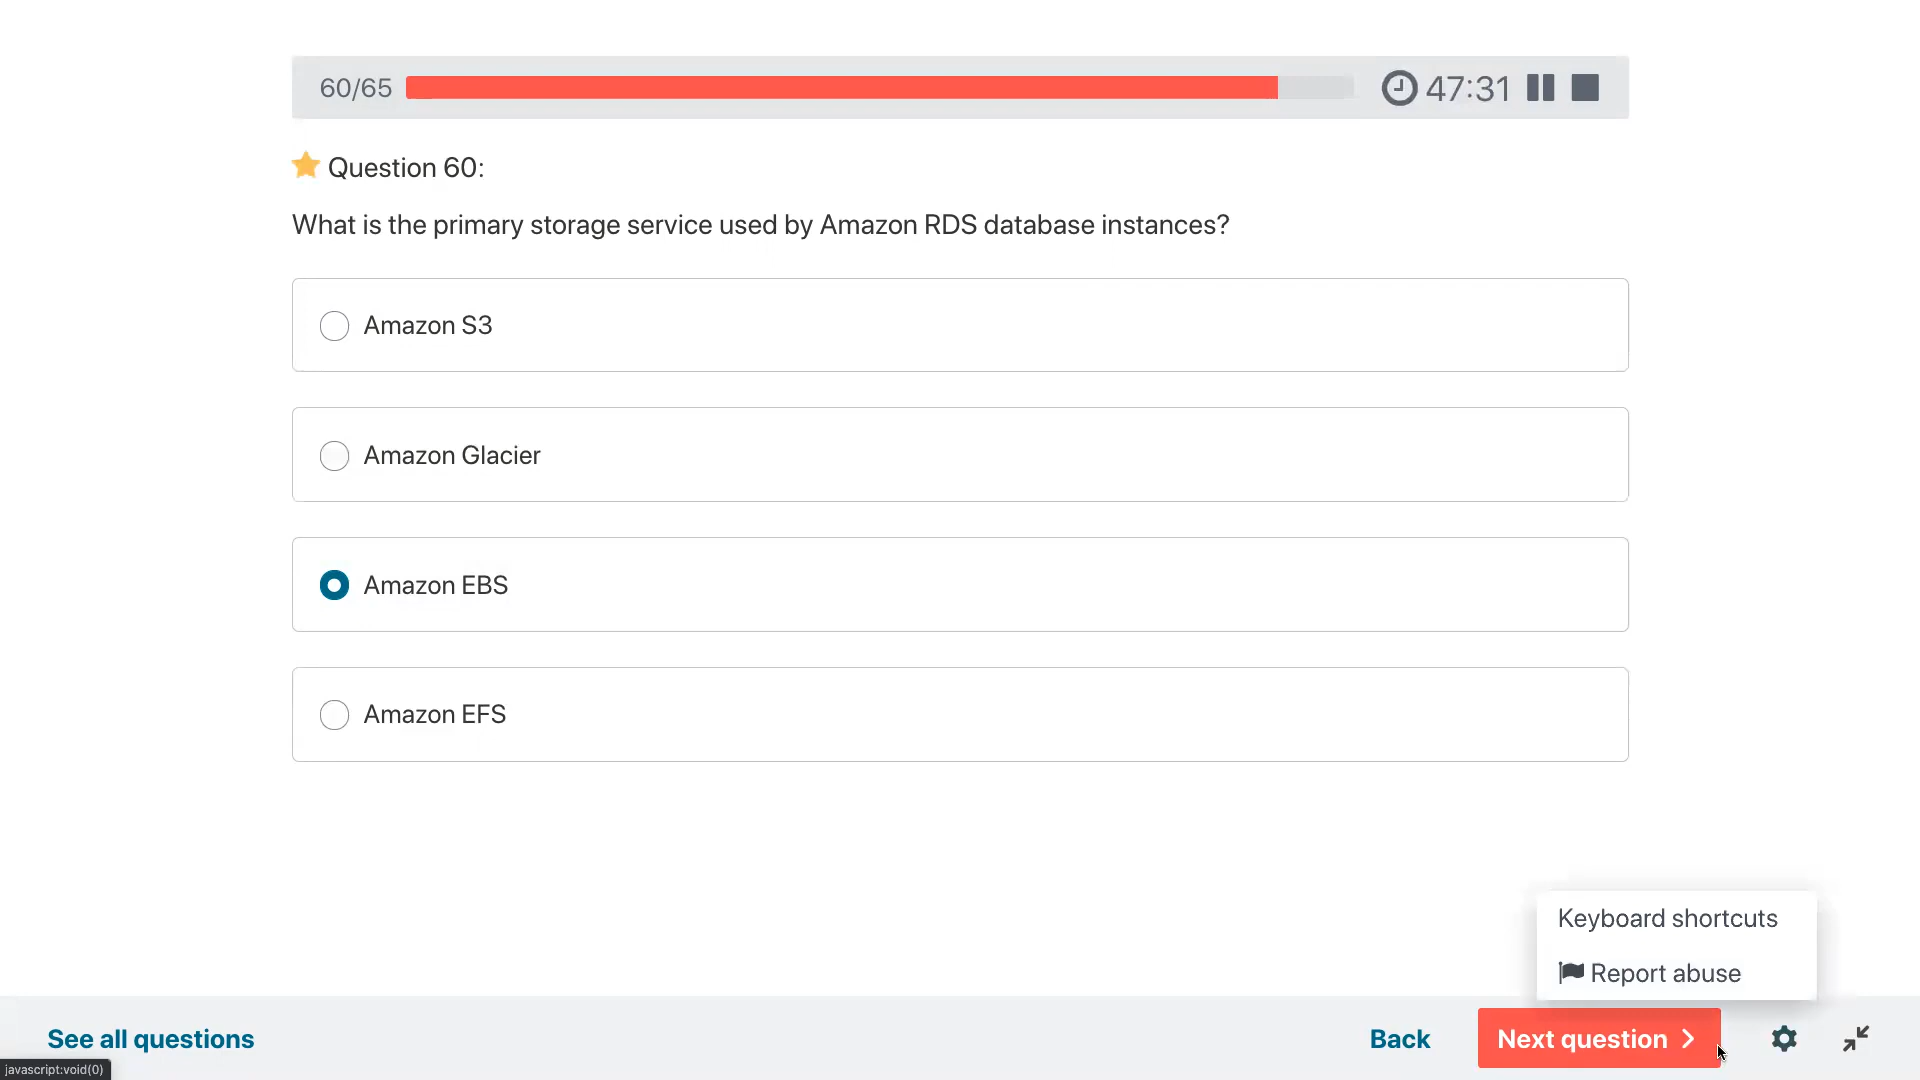 60/65
47:31
Question 60:
What is the primary storage service used by Amazon RDS database instances?
Amazon S3
Amazon Glacier
Amazon EBS
Amazon EFS
Keyboard shortcuts
Report abuse
See all questions
Back
Next question
javascript:void(0)